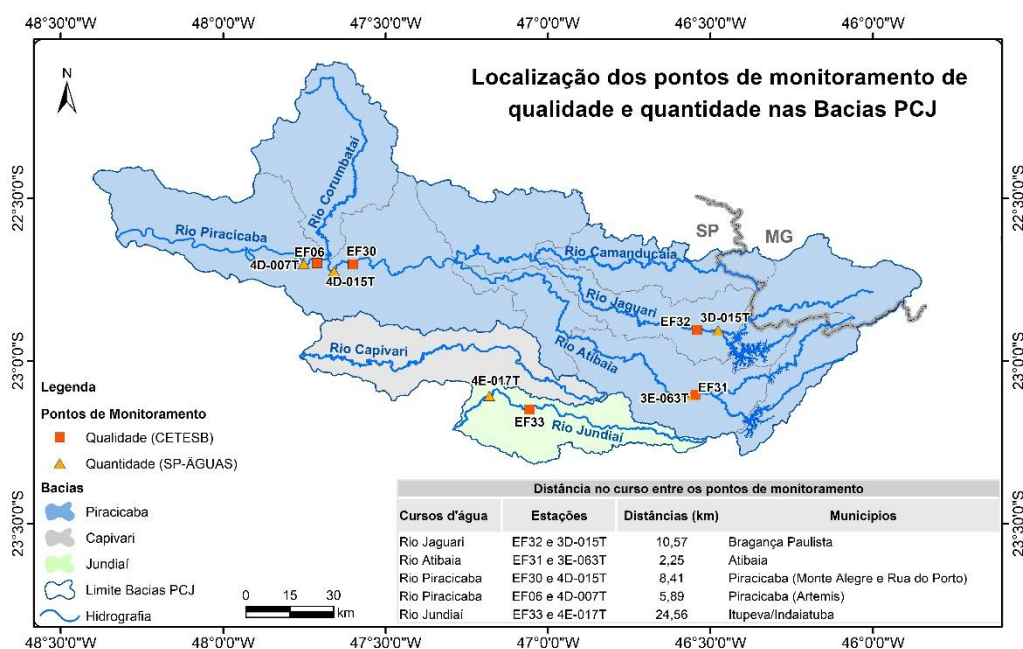 48°30'0"W 48°0'0"W 47°30'0"W 47°0'0"W 46°30'0"W 46°0'0"W
N
Localização dos pontos de monitoramento de
qualidade e quantidade nas Bacias PCJ
22°30'0"S
22°30'0"S
Rio Corumbataí
SP MG
Rio Piracicaba
EF06 EF30
4D-007T
4D-015T
Rio Camanducaia
Rio Jaguari
EF32 3D-015T
23°0'0"S
23°0'0"S
Rio Capivari
Rio Atibaia
4E-017T
EF31
3E-063T
EF33
Rio Jundiaí
Legenda
Pontos de Monitoramento
Qualidade (CETESB)
Quantidade (SP-ÁGUAS)
Bacias
Piracicaba
Capivari
Jundiaí
Limite Bacias PCJ
Hidrografia
0 15 30
km
23°30'0"S
23°30'0"S
Distância no curso entre os pontos de monitoramento
Cursos d'água Estações Distâncias (km) Municipios
Rio Jaguari EF32 e 3D-015T 10,57 Bragança Paulista
Rio Atibaia EF31 e 3E-063T 2,25 Atibaia
Rio Piracicaba EF30 e 4D-015T 8,41 Piracicaba (Monte Alegre e Rua do Porto)
Rio Piracicaba EF06 e 4D-007T 5,89 Piracicaba (Artemis)
Rio Jundiaí EF33 e 4E-017T 24,56 Itupeva/Indaiatuba
48°30'0"W 48°0'0"W 47°30'0"W 47°0'0"W 46°30'0"W 46°0'0"W